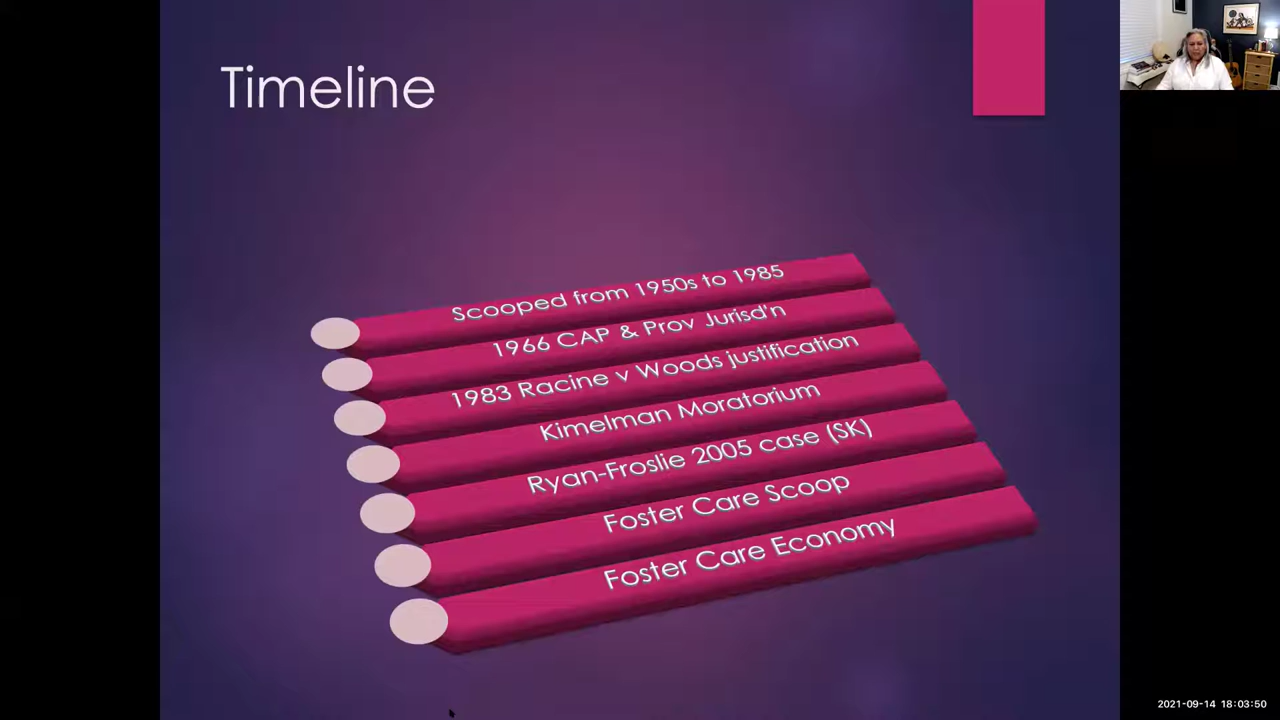 Timeline
Scooped from 1950s to 1985
1966 CAP & Prov Jurisd'n
1983 Racine v Woods justification
Kimelman Moratorium
Ryan-Froslie 2005 case (SK)
Foster Care Scoop
Foster Care Economy
2021-09-14 18:03:50